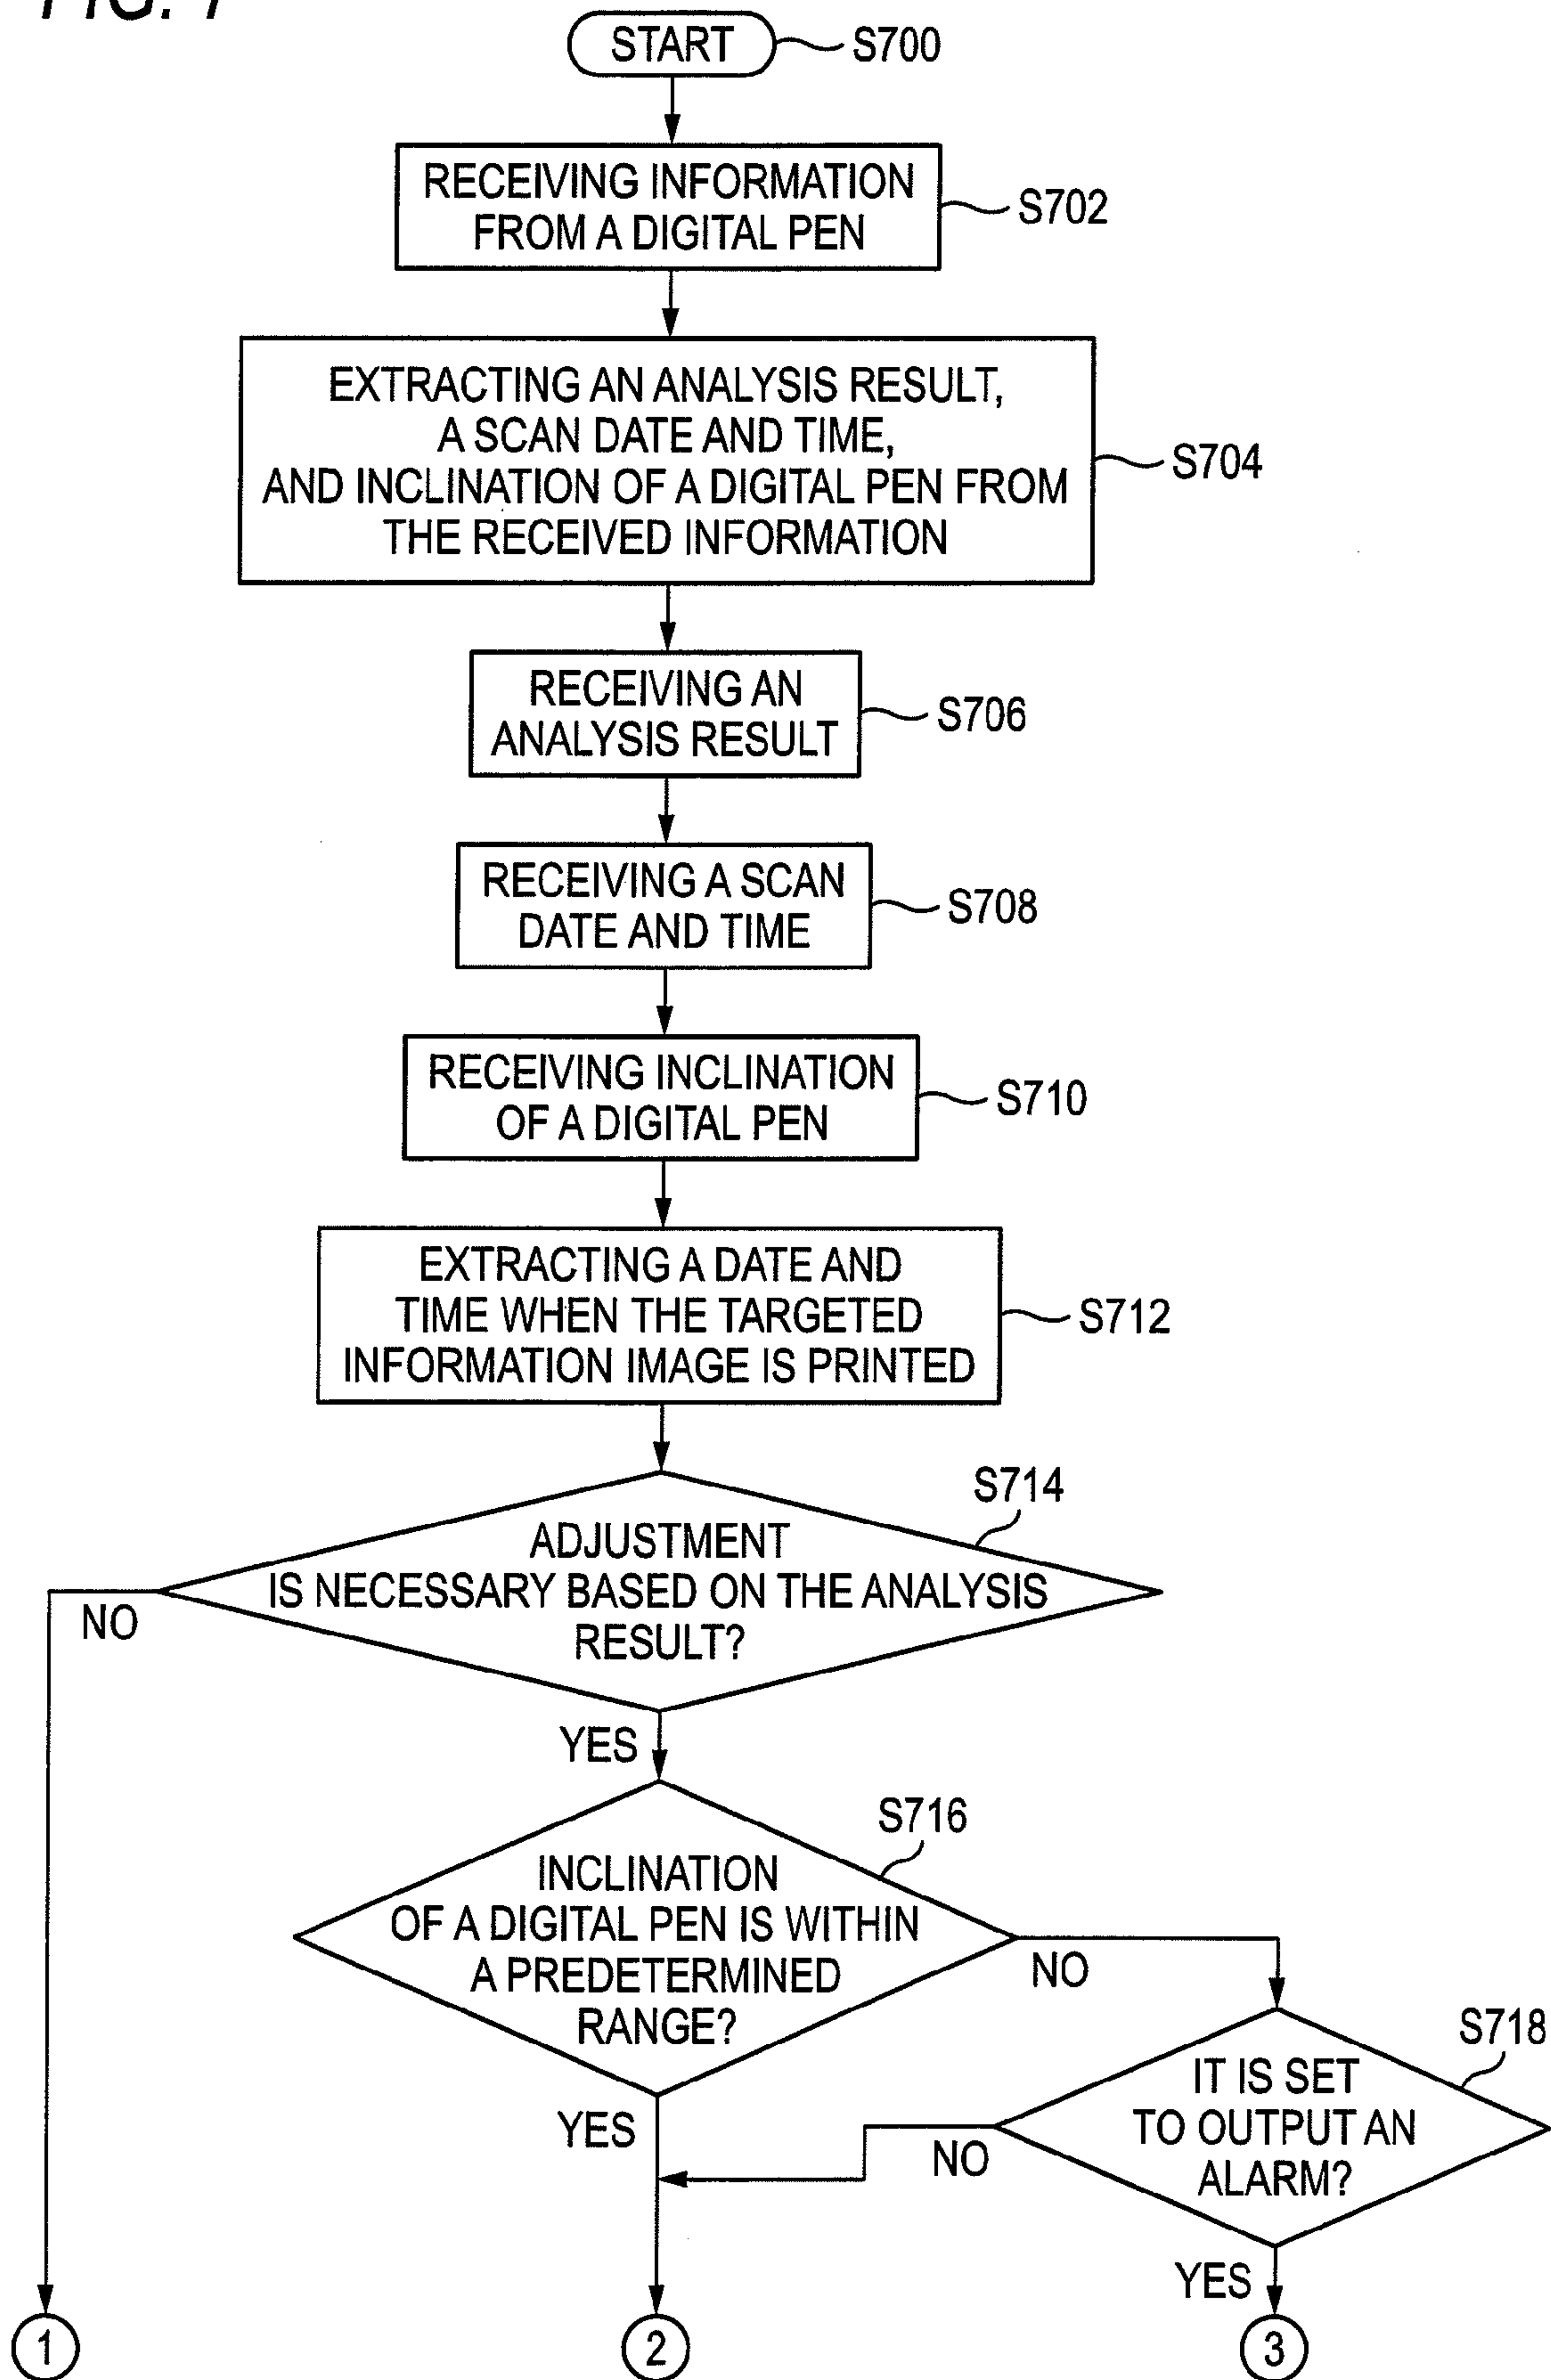 FIG. 7
START
S700
RECEIVING INFORMATION
FROM A DIGITAL PEN
S702
EXTRACTING AN ANALYSIS RESULT,
A SCAN DATE AND TIME,
AND INCLINATION OF A DIGITAL PEN FROM
THE RECEIVED INFORMATION
S704
RECEIVING AN
ANALYSIS RESULT
S706
RECEIVING A SCAN
DATE AND TIME
S708
RECEIVING INCLINATION
OF A DIGITAL PEN
S710
EXTRACTING A DATE AND
TIME WHEN THE TARGETED
INFORMATION IMAGE IS PRINTED
S712
S714
ADJUSTMENT
IS NECESSARY BASED ON THE ANALYSIS
RESULT?
NO
YES
S716
INCLINATION
OF A DIGITAL PEN IS WITHIN
A PREDETERMINED
RANGE?
NO
S718
IT IS SET
TO OUTPUT AN
ALARM?
YES
NO
YES
1
2
3